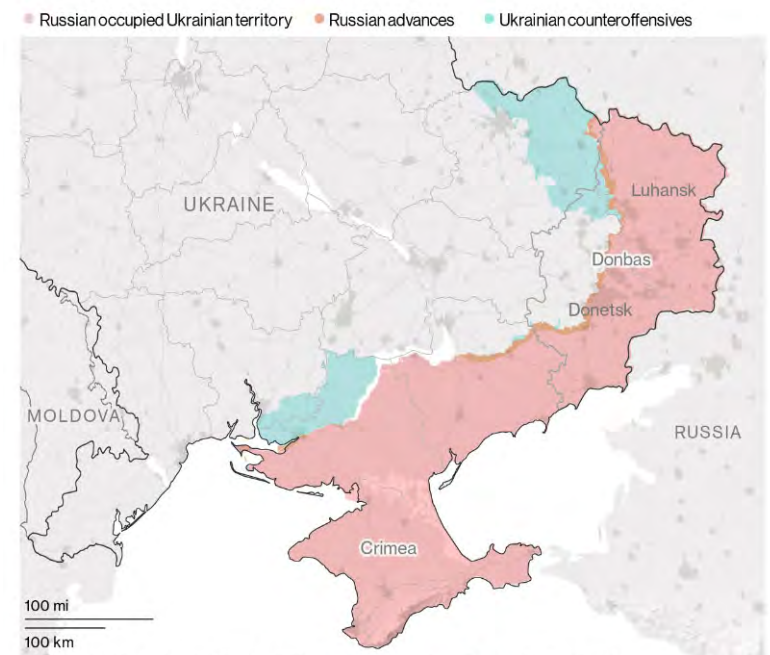 Russian occupied Ukrainian territory Russian advances Ukrainian counteroffensives
UKRAINE
Luhansk
Donbas
Donetsk
MOLDOVA
RUSSIA
Crimea
100 mi
100 km